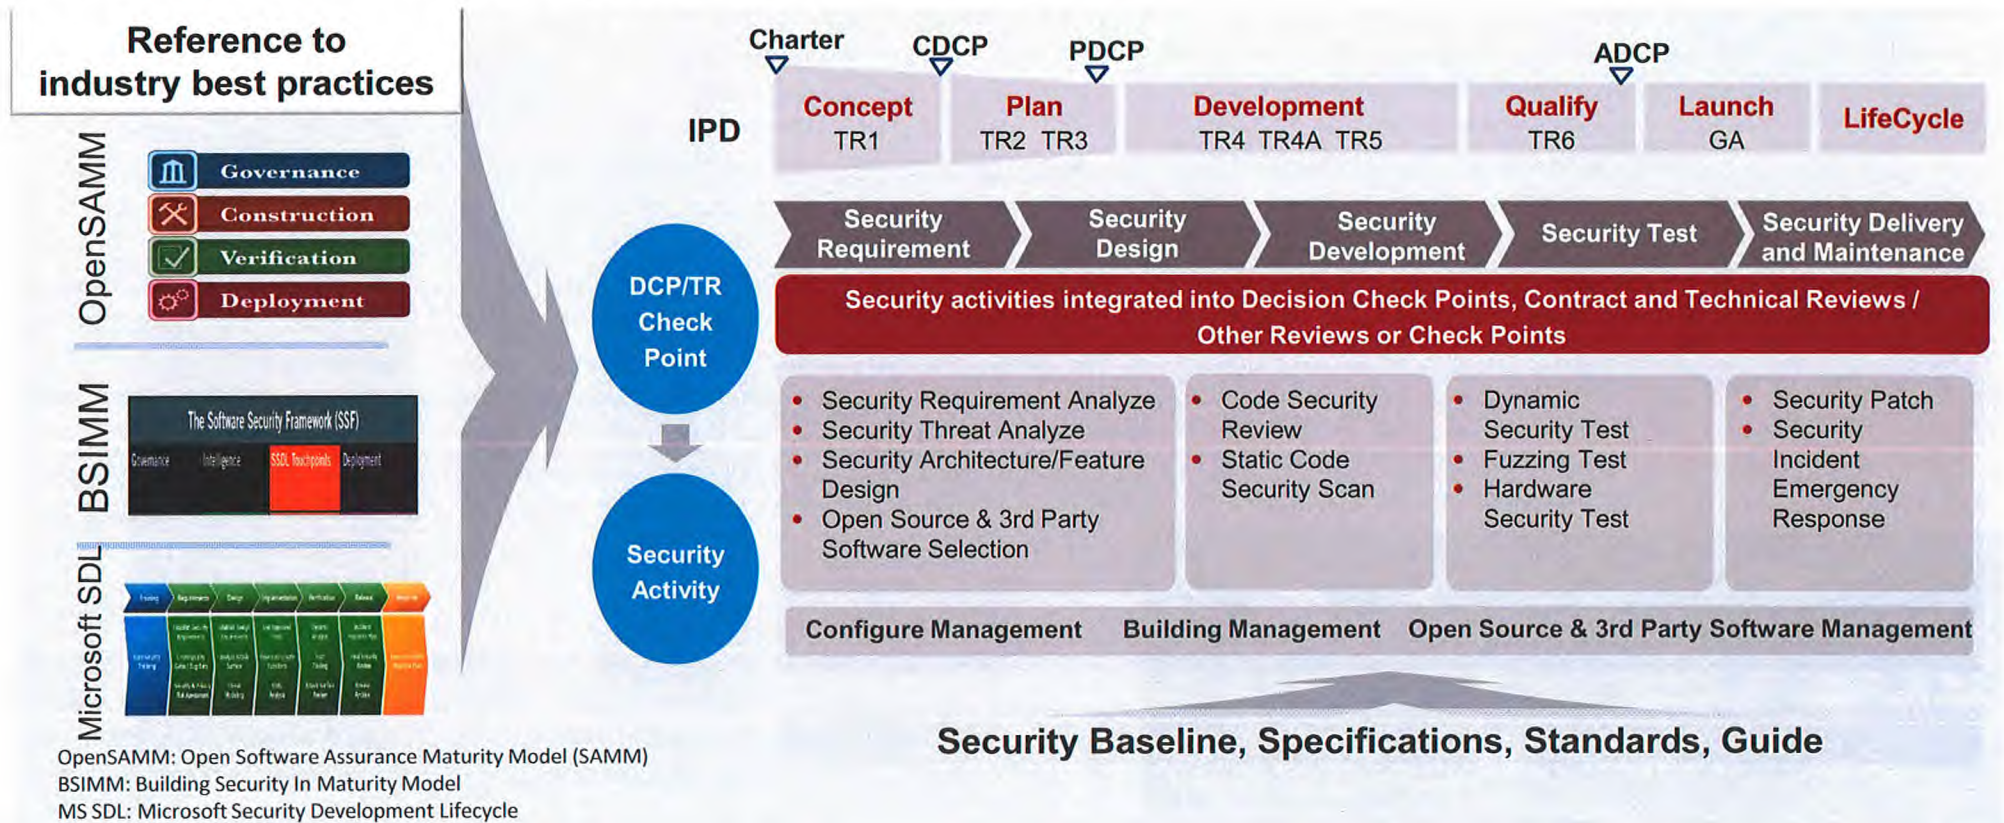 Reference to
industry best practices
OpenSAMM
Governance
Construction
Verification
Deployment
BSIMM
The Software Security Framework (SSF)
Governance Intelligence SSDL Touchpoints Deployment
Microsoft SDL
Training Requirements Design Implementation Verification Release
OpenSAMM: Open Software Assurance Maturity Model (SAMM)
BSIMM: Building Security In Maturity Model
MS SDL: Microsoft Security Development Lifecycle
Charter CDCP PDCP ADCP
IPD
Concept
TR1
Plan
TR2 TR3
Development
TR4 TR4A TR5
Qualify
TR6
Launch
GA
LifeCycle
DCP/TR
Check
Point
Security
Requirement
Security
Design
Security
Development
Security Test
Security Delivery
and Maintenance
Security activities integrated into Decision Check Points, Contract and Technical Reviews /
Other Reviews or Check Points
Security
Activity
• Security Requirement Analyze
• Security Threat Analyze
• Security Architecture/Feature
Design
• Open Source & 3rd Party
Software Selection
• Code Security
Review
• Static Code
Security Scan
• Dynamic
Security Test
• Fuzzing Test
• Hardware
Security Test
• Security Patch
• Security
Incident
Emergency
Response
Configure Management Building Management Open Source & 3rd Party Software Management
Security Baseline, Specifications, Standards, Guide